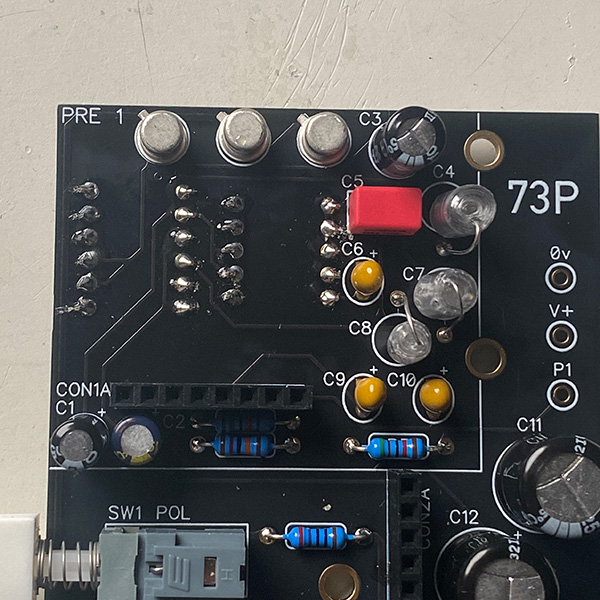 PRE 1
C3
C5
C4
73P
C6 +
C7
0v
V+
C8
P1
C9 +
C10 +
CON1A
C1 +
C2
C11
SW1 POL
CON2A
C12